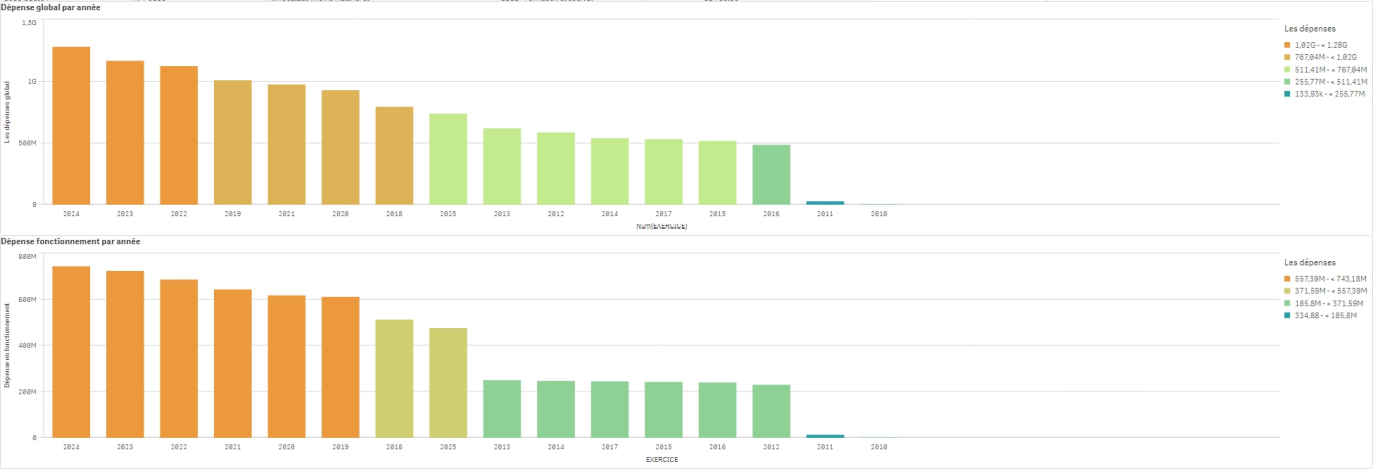 Dépense global par année
1,5G
1G
500M
0
Les dépenses global
2024 2023 2022 2019 2021 2020 2018 2025 2013 2012 2014 2017 2015 2016 2011 2010
Num(EXERCICE)
Les dépenses
1,02G - < 1,28G
767,04M - < 1,02G
511,41M - < 767,04M
255,77M - < 511,41M
133,93k - < 255,77M
Dépense fonctionnement par année
800M
600M
400M
200M
0
Dépense en fonctionnement
2024 2023 2022 2021 2020 2019 2018 2025 2013 2014 2017 2015 2016 2012 2011 2010
EXERCICE
Les dépenses
557,39M - < 743,18M
371,59M - < 557,39M
185,8M - < 371,59M
334,88 - < 185,8M